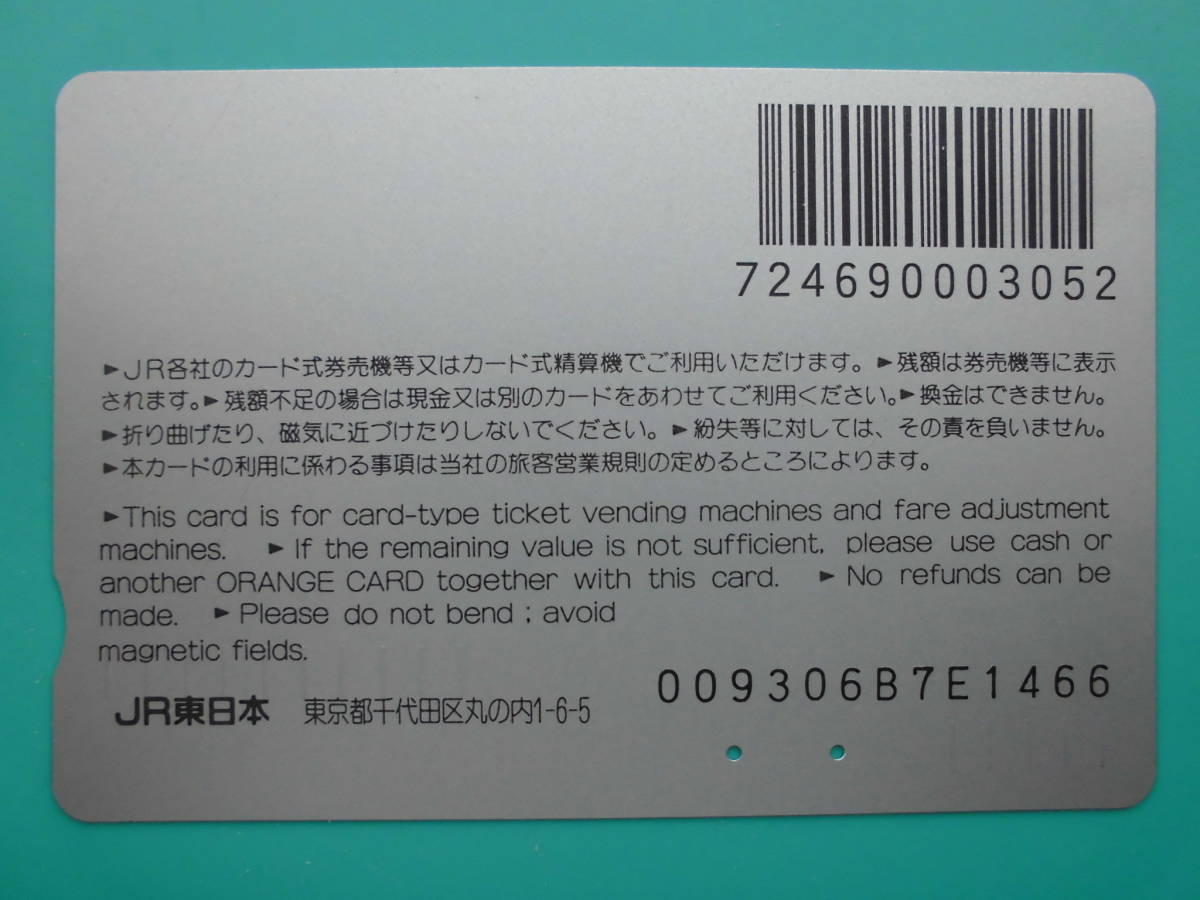 724690003052
►JR各社のカード式券売機等又はカード式精算機でご利用いただけます。►残額は券売機等に表示
されます。►残額不足の場合は現金又は別のカードをあわせてご利用ください。►換金はできません。
►折り曲げたり、磁気に近づけたりしないでください。►紛失等に対しては、その責を負いません。
►本カードの利用に係わる事項は当社の旅客営業規則の定めるところによります。
►This card is for card-type ticket vending machines and fare adjustment
machines. ►If the remaining value is not sufficient, please use cash or
another ORANGE CARD together with this card. ►No refunds can be
made. ►Please do not bend ; avoid
magnetic fields.
009306B7E1466
JR東日本 東京都千代田区丸の内1-6-5